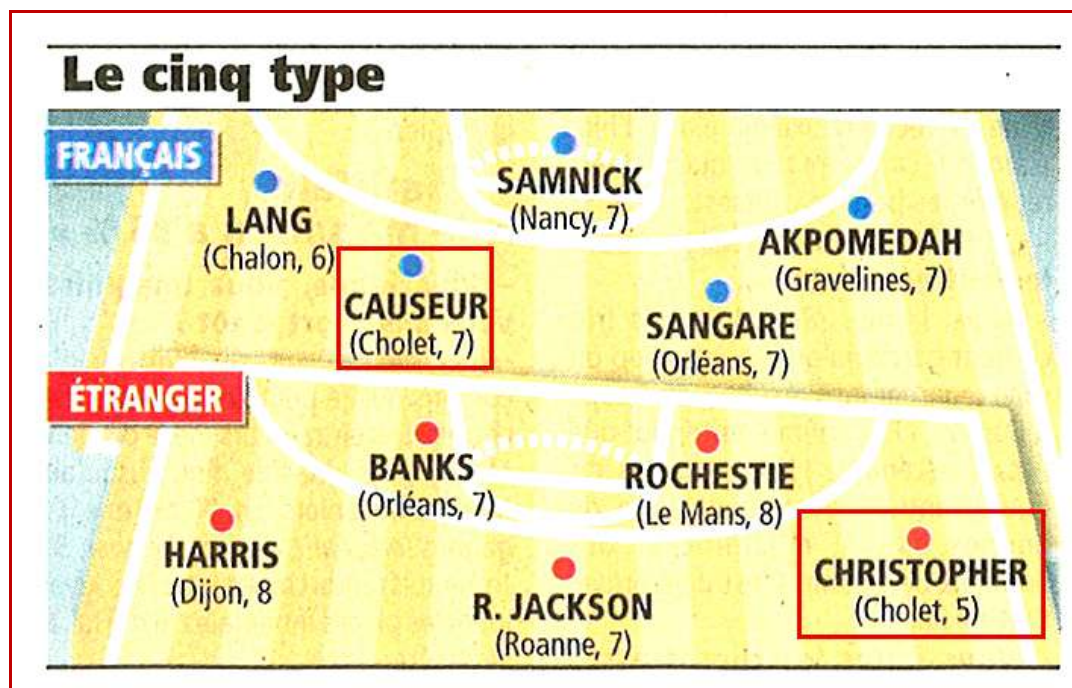 Le cinq type
FRANÇAIS
SAMNICK
(Nancy, 7)
LANG
(Chalon, 6)
AKPOMEDAH
(Gravelines, 7)
CAUSEUR
(Cholet, 7)
SANGARE
(Orléans, 7)
ÉTRANGER
BANKS
(Orléans, 7)
ROCHESTIE
(Le Mans, 8)
HARRIS
(Dijon, 8
R. JACKSON
(Roanne, 7)
CHRISTOPHER
(Cholet, 5)